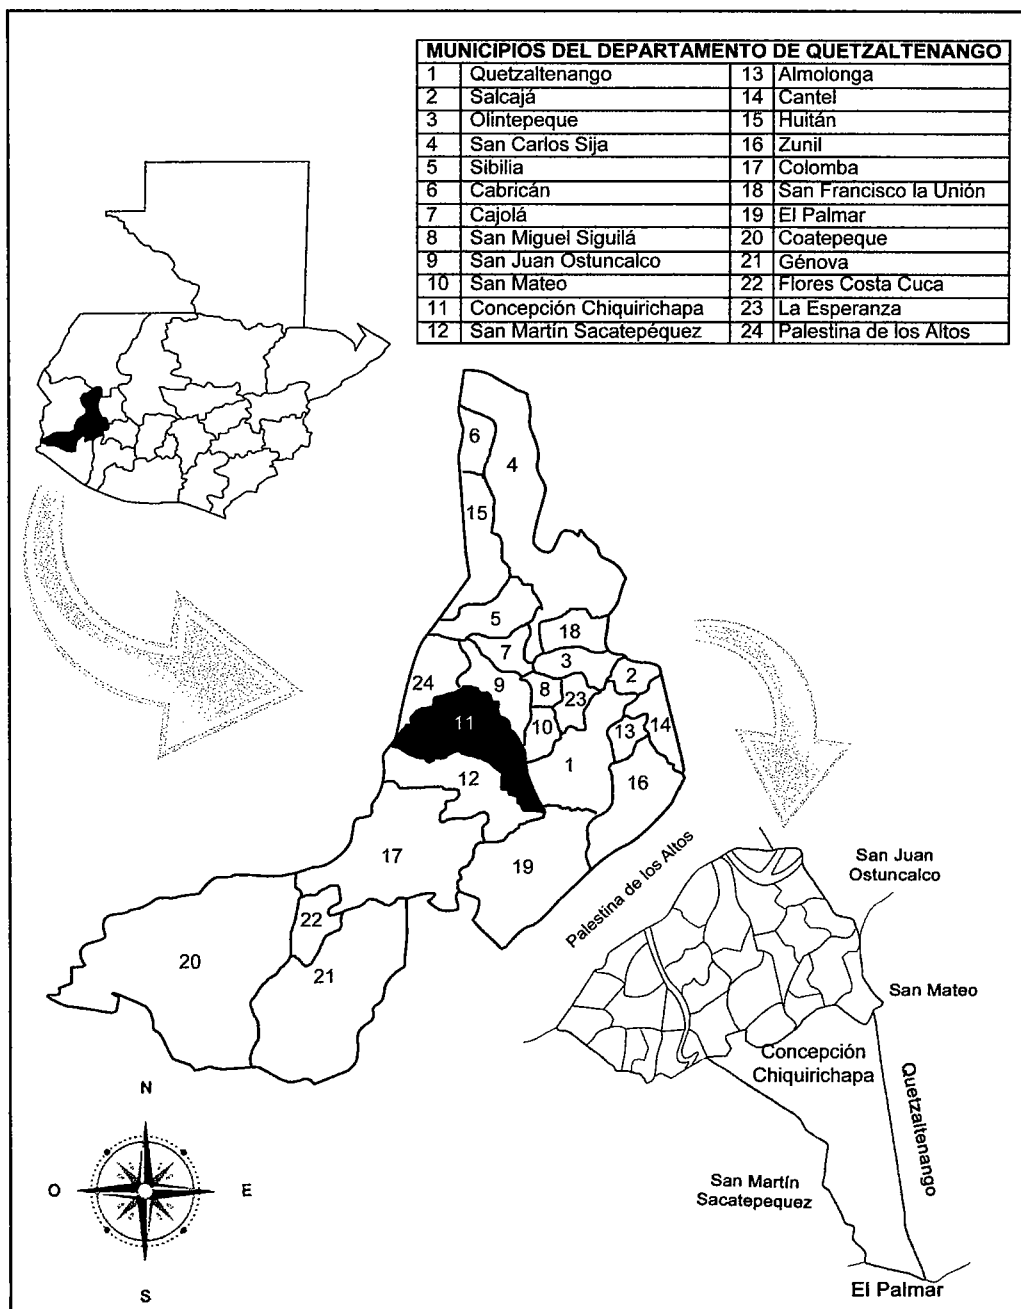 MUNICIPIOS DEL DEPARTAMENTO DE QUETZALTENANGO
1 Quetzaltenango 13 Almolonga
2 Salcajá 14 Cantel
3 Olintepeque 15 Huitán
4 San Carlos Sija 16 Zunil
5 Sibilia 17 Colomba
6 Cabricán 18 San Francisco la Unión
7 Cajolá 19 El Palmar
8 San Miguel Siguilá 20 Coatepeque
9 San Juan Ostuncalco 21 Génova
10 San Mateo 22 Flores Costa Cuca
11 Concepción Chiquirichapa 23 La Esperanza
12 San Martín Sacatepéquez 24 Palestina de los Altos
6
4
15
5
18
7
3
2
24
9
8
23
11
10
13
14
12
1
16
17
19
22
20
21
Palestina de los Altos
San Juan
Ostuncalco
San Mateo
Concepción
Chiquirichapa
Quetzaltenango
San Martín
Sacatepequez
El Palmar
N
O
E
S